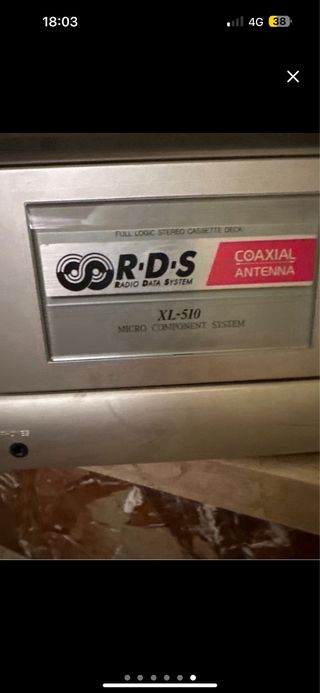 18:03
4G
38
FULL LOGIC STEREO CASSETTE DECK
R·D·S
RADIO DATA SYSTEM
COAXIAL
ANTENNA
XL-510
MICRO COMPONENT SYSTEM